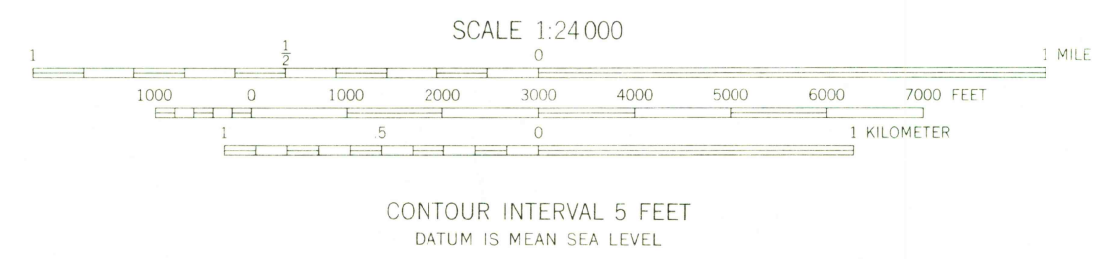 SCALE 1:24 000
1 1/2 0 1 MILE
1000 0 1000 2000 3000 4000 5000 6000 7000 FEET
1 .5 0 1 KILOMETER
CONTOUR INTERVAL 5 FEET
DATUM IS MEAN SEA LEVEL